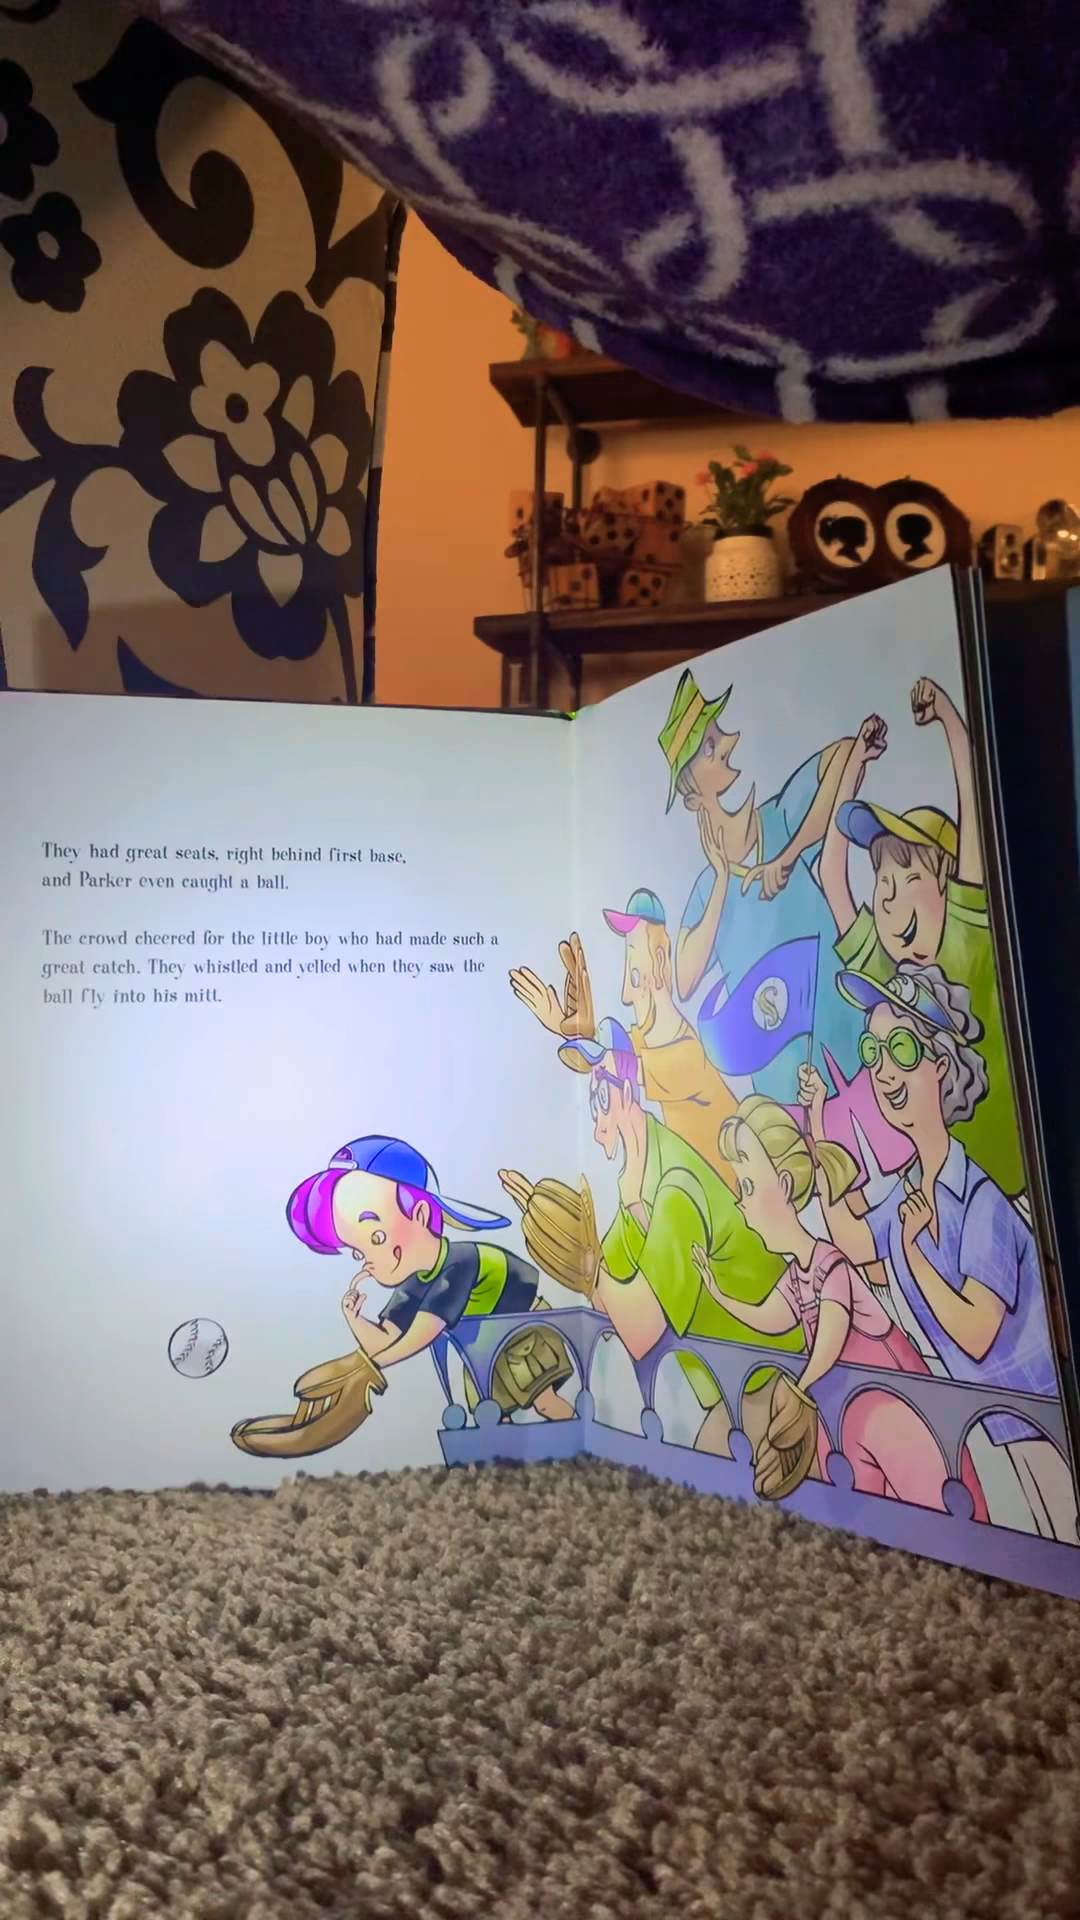 They had great seats, right behind first base,
and Parker even caught a ball.
The crowd cheered for the little boy who had made such a
great catch. They whistled and yelled when they saw the
ball fly into his mitt.
S